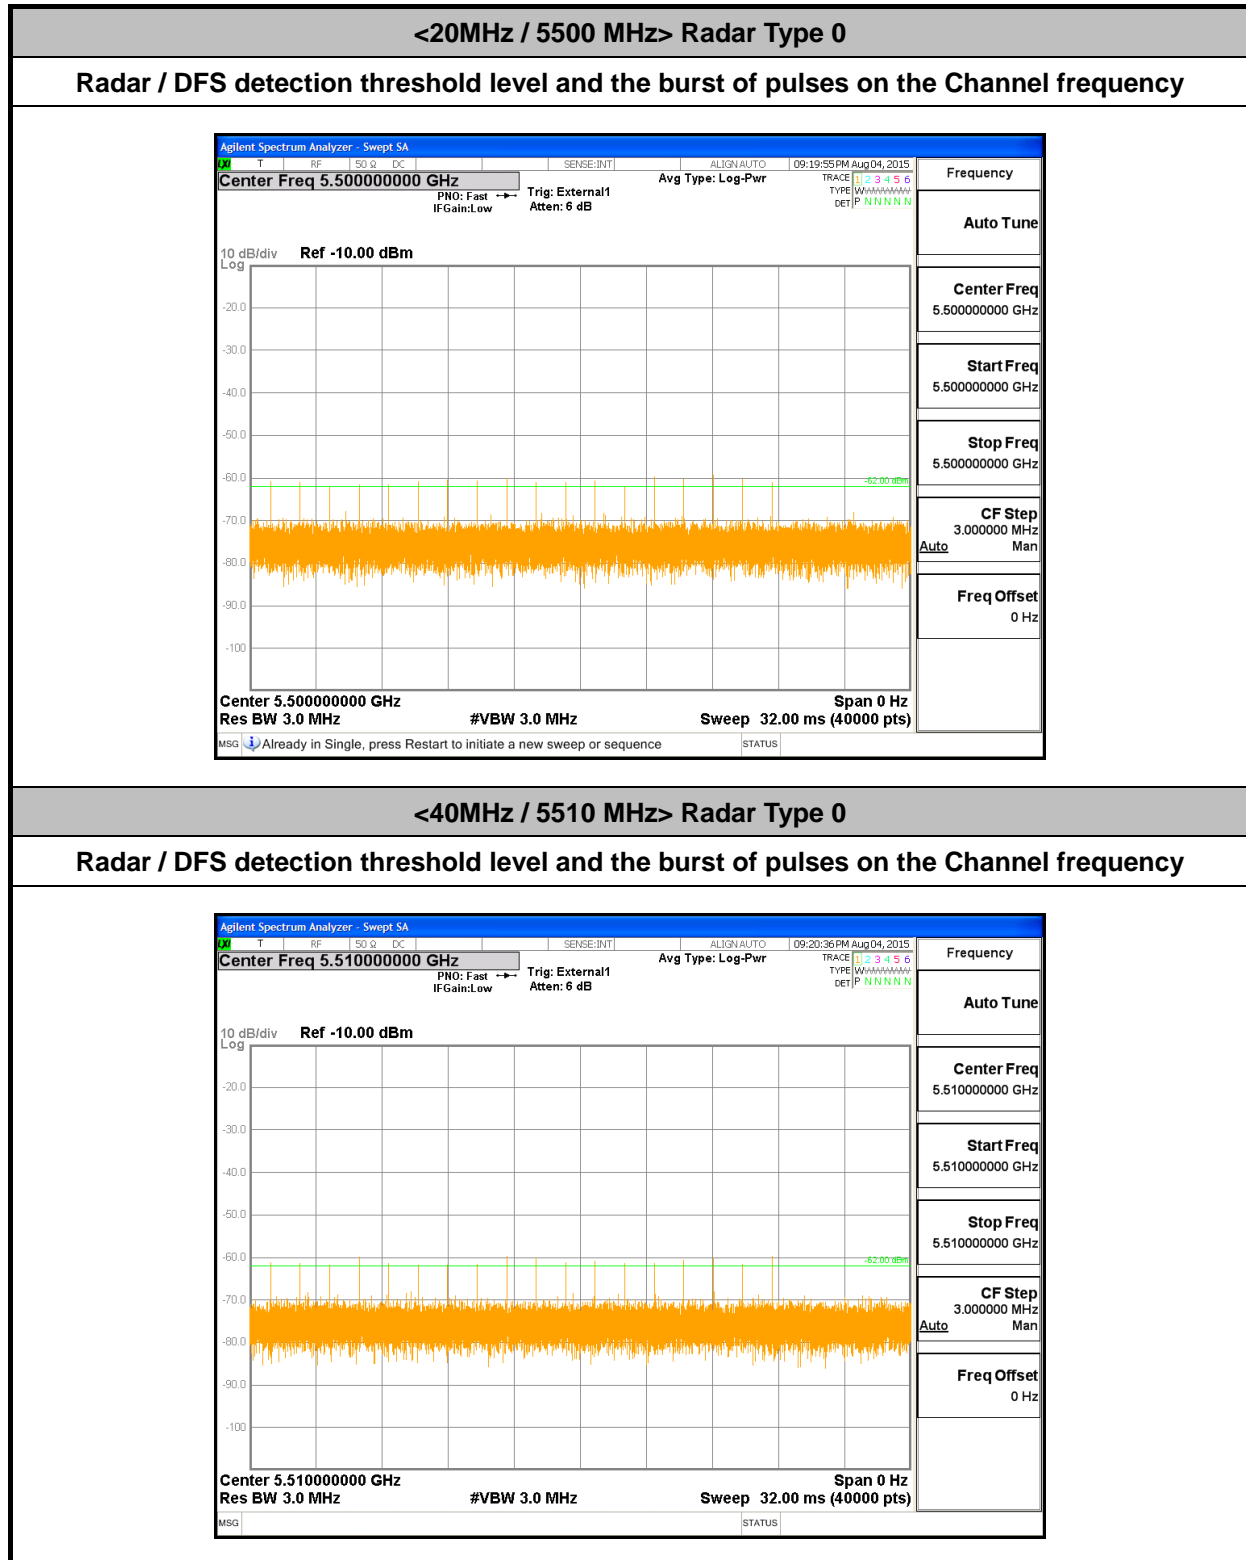 <20MHz / 5500 MHz> Radar Type 0
Radar / DFS detection threshold level and the burst of pulses on the Channel frequency
Agilent Spectrum Analyzer - Swept SA
LXI T RF 50 Ω DC SENSE:INT ALIGN AUTO 09:19:55 PM Aug 04, 2015
Center Freq 5.500000000 GHz
PNO: Fast
IFGain:Low
Trig: External1
Atten: 6 dB
Avg Type: Log-Pwr
TRACE 1 2 3 4 5 6
TYPE WWWWWW
DET P N N N N N
Frequency
Auto Tune
10 dB/div Ref -10.00 dBm
Log
-20.0
-30.0
-40.0
-50.0
-60.0
-70.0
-80.0
-90.0
-100
-62.00 dBm
Center Freq
5.500000000 GHz
Start Freq
5.500000000 GHz
Stop Freq
5.500000000 GHz
CF Step
3.000000 MHz
Auto Man
Freq Offset
0 Hz
Center 5.500000000 GHz Span 0 Hz
Res BW 3.0 MHz #VBW 3.0 MHz Sweep 32.00 ms (40000 pts)
MSG Already in Single, press Restart to initiate a new sweep or sequence STATUS
<40MHz / 5510 MHz> Radar Type 0
Radar / DFS detection threshold level and the burst of pulses on the Channel frequency
Agilent Spectrum Analyzer - Swept SA
LXI T RF 50 Ω DC SENSE:INT ALIGN AUTO 09:20:36 PM Aug 04, 2015
Center Freq 5.510000000 GHz
PNO: Fast
IFGain:Low
Trig: External1
Atten: 6 dB
Avg Type: Log-Pwr
TRACE 1 2 3 4 5 6
TYPE WWWWWW
DET P N N N N N
Frequency
Auto Tune
10 dB/div Ref -10.00 dBm
Log
-20.0
-30.0
-40.0
-50.0
-60.0
-70.0
-80.0
-90.0
-100
-62.00 dBm
Center Freq
5.510000000 GHz
Start Freq
5.510000000 GHz
Stop Freq
5.510000000 GHz
CF Step
3.000000 MHz
Auto Man
Freq Offset
0 Hz
Center 5.510000000 GHz Span 0 Hz
Res BW 3.0 MHz #VBW 3.0 MHz Sweep 32.00 ms (40000 pts)
MSG STATUS